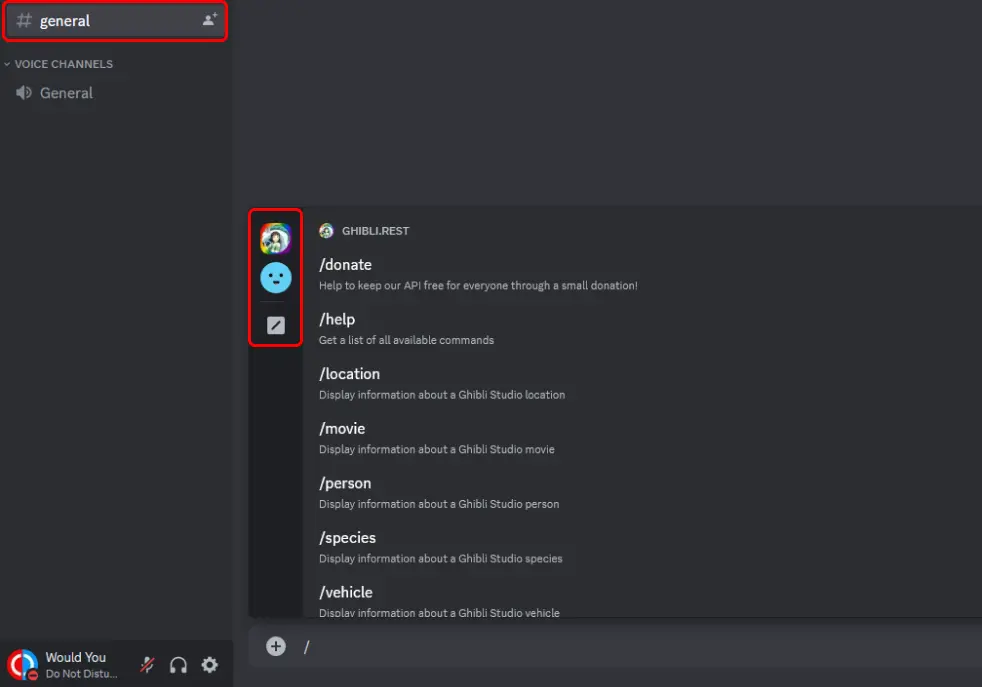 general
VOICE CHANNELS
General
GHIBLI.REST
/donate
Help to keep our API free for everyone through a small donation!
/help
Get a list of all available commands
/location
Display information about a Ghibli Studio location
/movie
Display information about a Ghibli Studio movie
/person
Display information about a Ghibli Studio person
/species
Display information about a Ghibli Studio species
/vehicle
Display information about a Ghibli Studio vehicle
/
Would You
Do Not Distu...